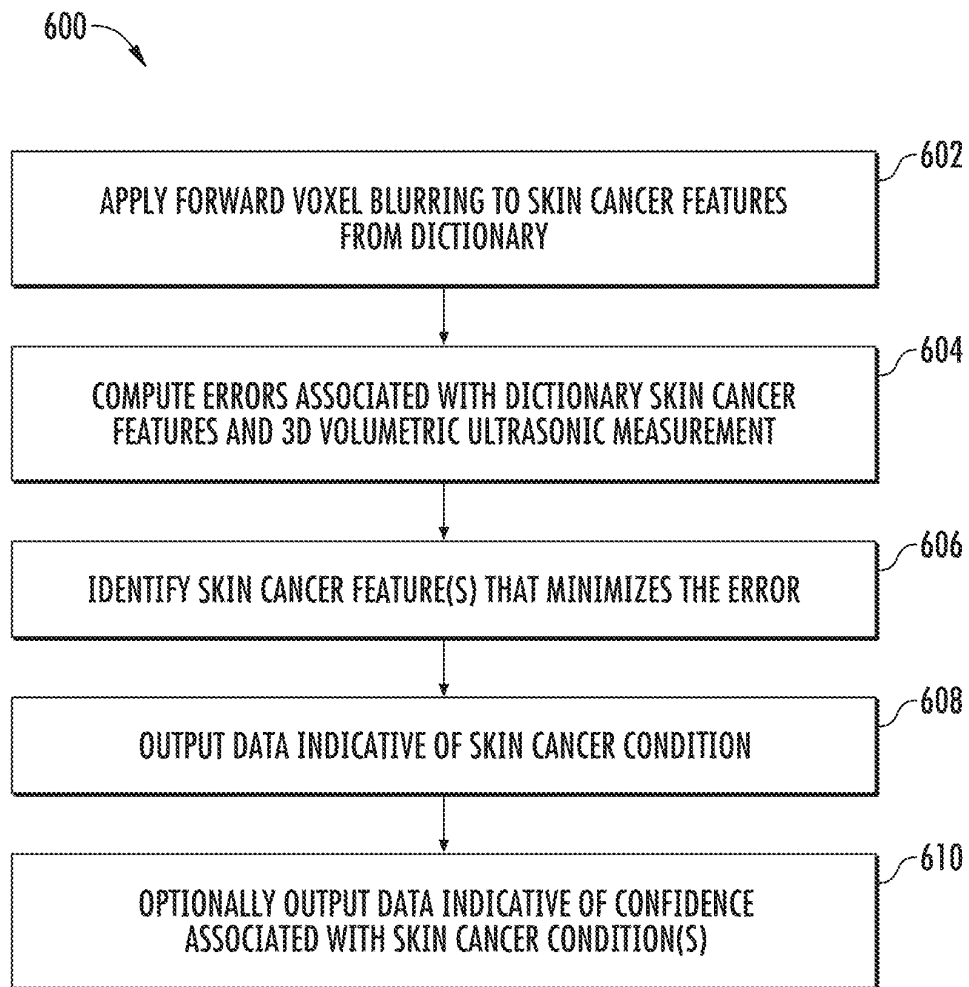 600
602
APPLY FORWARD VOXEL BLURRING TO SKIN CANCER FEATURES
FROM DICTIONARY
604
COMPUTE ERRORS ASSOCIATED WITH DICTIONARY SKIN CANCER
FEATURES AND 3D VOLUMETRIC ULTRASONIC MEASUREMENT
606
IDENTIFY SKIN CANCER FEATURE(S) THAT MINIMIZES THE ERROR
608
OUTPUT DATA INDICATIVE OF SKIN CANCER CONDITION
610
OPTIONALLY OUTPUT DATA INDICATIVE OF CONFIDENCE
ASSOCIATED WITH SKIN CANCER CONDITION(S)